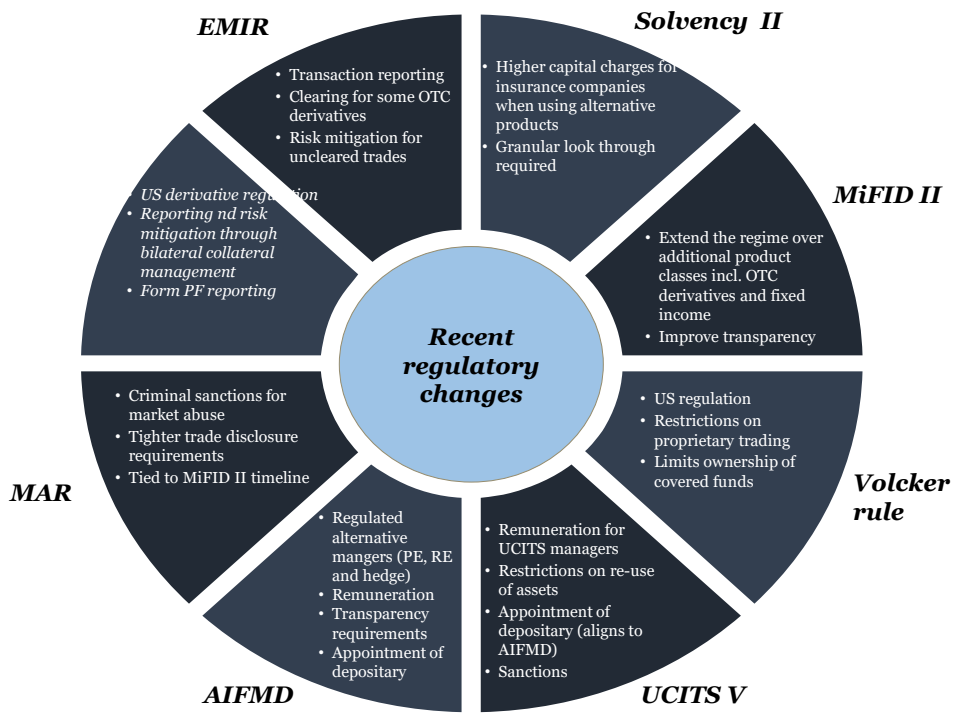 EMIR
• Transaction reporting
• Clearing for some OTC
derivatives
• Risk mitigation for
uncleared trades
Solvency II
• Higher capital charges for
insurance companies
when using alternative
products
• Granular look through
required
MiFID II
• Extend the regime over
additional product
classes incl. OTC
derivatives and fixed
income
• Improve transparency
Volcker
rule
• US regulation
• Restrictions on
proprietary trading
• Limits ownership of
covered funds
UCITS V
• Remuneration for
UCITS managers
• Restrictions on re-use
of assets
• Appointment of
depositary (aligns to
AIFMD)
• Sanctions
AIFMD
• Regulated
alternative
mangers (PE, RE
and hedge)
• Remuneration
• Transparency
requirements
• Appointment of
depositary
MAR
• Criminal sanctions for
market abuse
• Tighter trade disclosure
requirements
• Tied to MiFID II timeline
• US derivative regulation
• Reporting nd risk
mitigation through
bilateral collateral
management
• Form PF reporting
Recent
regulatory
changes